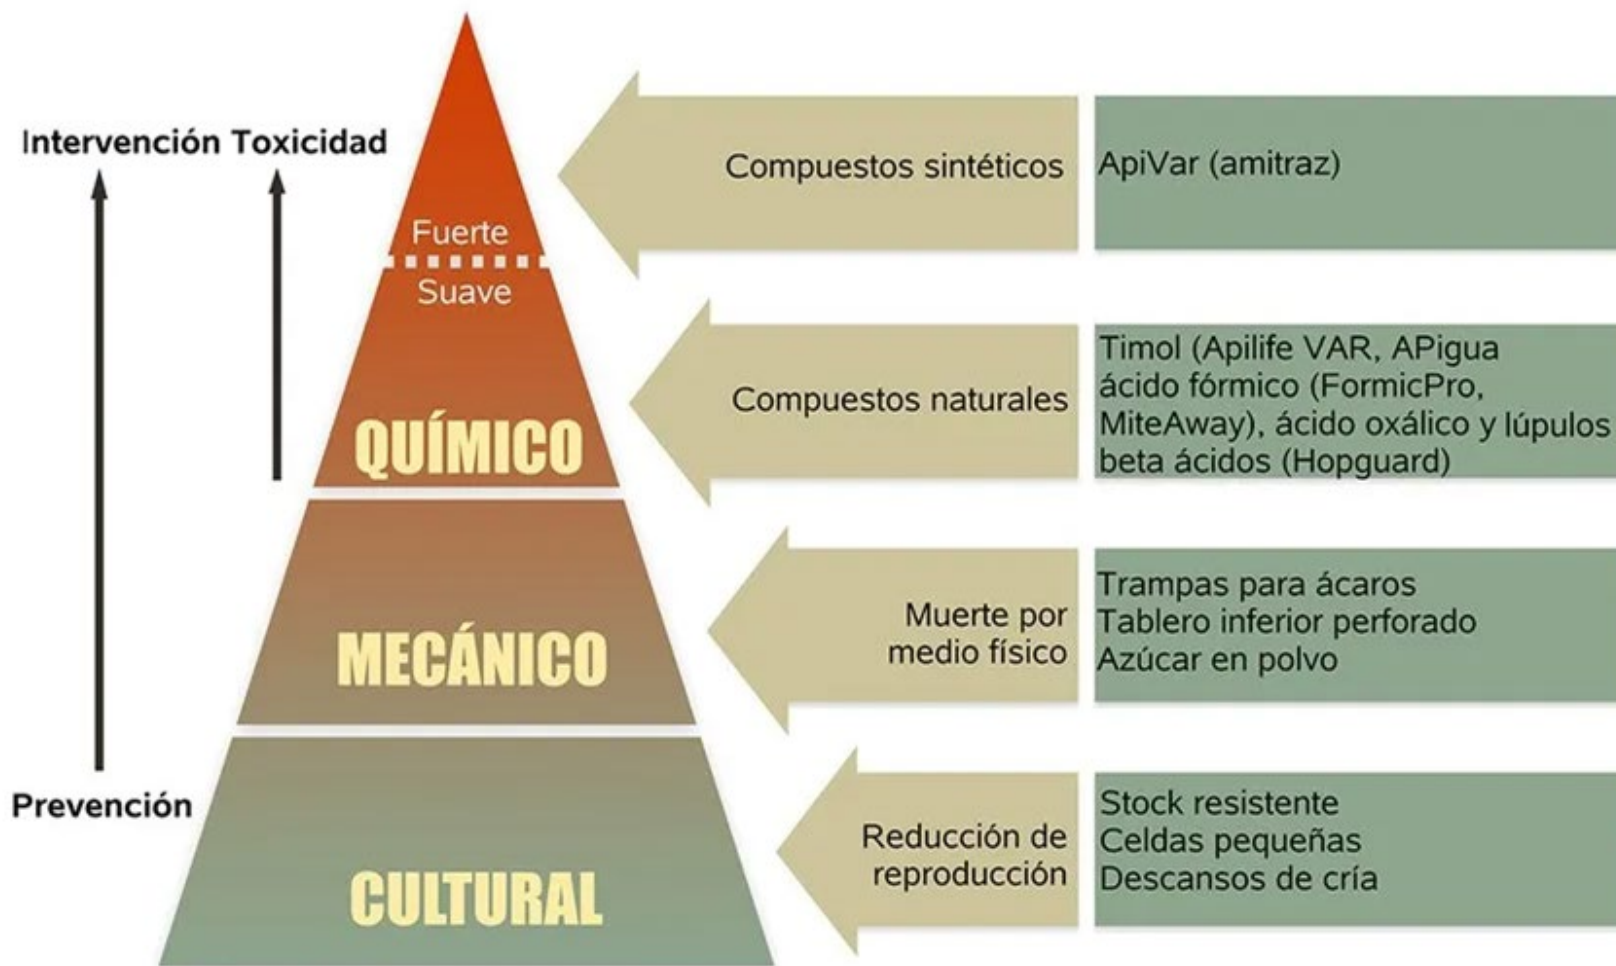 Intervención Toxicidad
Prevención
Fuerte
Suave
QUÍMICO
MECÁNICO
CULTURAL
Compuestos sintéticos
ApiVar (amitraz)
Compuestos naturales
Timol (Apilife VAR, APigua
ácido fórmico (FormicPro,
MiteAway), ácido oxálico y lúpulos
beta ácidos (Hopguard)
Muerte por
medio físico
Trampas para ácaros
Tablero inferior perforado
Azúcar en polvo
Reducción de
reproducción
Stock resistente
Celdas pequeñas
Descansos de cría